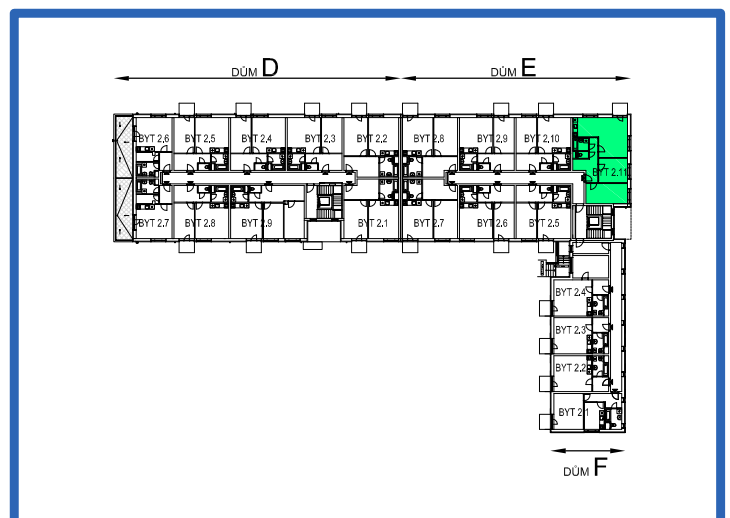 DŮM D
DŮM E
BYT 2.6 BYT 2.5 BYT 2.4 BYT 2.3 BYT 2.2 BYT 2.8 BYT 2.9 BYT 2.10
BYT 2.11
BYT 2.7 BYT 2.8 BYT 2.9 BYT 2.1 BYT 2.7 BYT 2.6 BYT 2.5
BYT 2.4
BYT 2.3
BYT 2.2
BYT 2.1
DŮM F